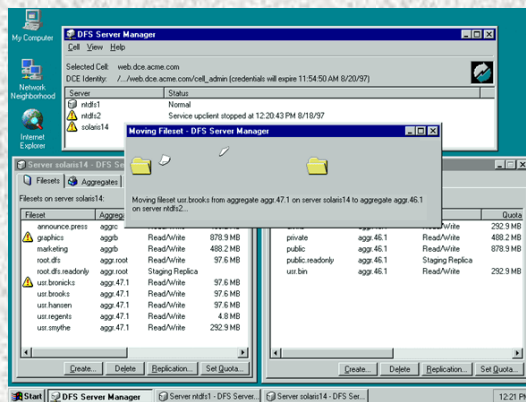 My Computer
Network
Neighborhood
Internet
Explorer
DFS Server Manager
Cell View Help
Selected Cell: web.dce.acme.com
DCE Identity: /.../web.dce.acme.com/cell_admin (credentials will expire 11:54:50 AM 8/20/97)
Server Status
ntdfs1 Normal
ntdfs2 Service upclient stopped at 12:20:43 PM 8/18/97
solaris14
Moving Fileset - DFS Server Manager
Moving fileset usr.brooks from aggregate aggr.47.1 on server solaris14 to aggregate aggr.46.1
on server ntdfs2...
Server solaris14 - DFS Se
Filesets Aggregates
Filesets on server solaris14:
Fileset Aggrega
announce.press aggrc
graphics aggrb Read/Write 878.9 MB
marketing aggrb Read/Write 488.2 MB
root.dfs aggr.root Read/Write 97.6 MB
root.dfs.readonly aggr.root Staging Replica
usr.bronicks aggr.47.1 Read/Write 97.6 MB
usr.brooks aggr.47.1 Read/Write 97.6 MB
usr.hansen aggr.47.1 Read/Write 97.6 MB
usr.regents aggr.47.1 Read/Write 4.8 MB
usr.smythe aggr.47.1 Read/Write 292.9 MB
Create... Delete Replication... Set Quota...
Quota
292.9 MB
private aggr.46.1 Read/Write 488.2 MB
public aggr.46.1 Read/Write 878.9 MB
public.readonly aggr.46.1 Staging Replica
usr.bin aggr.46.1 Read/Write 292.9 MB
Create... Delete Replication... Set Quota...
Start DFS Server Manager Server ntdfs1 - DFS Server... Server solaris14 - DFS Ser... 12:21 P